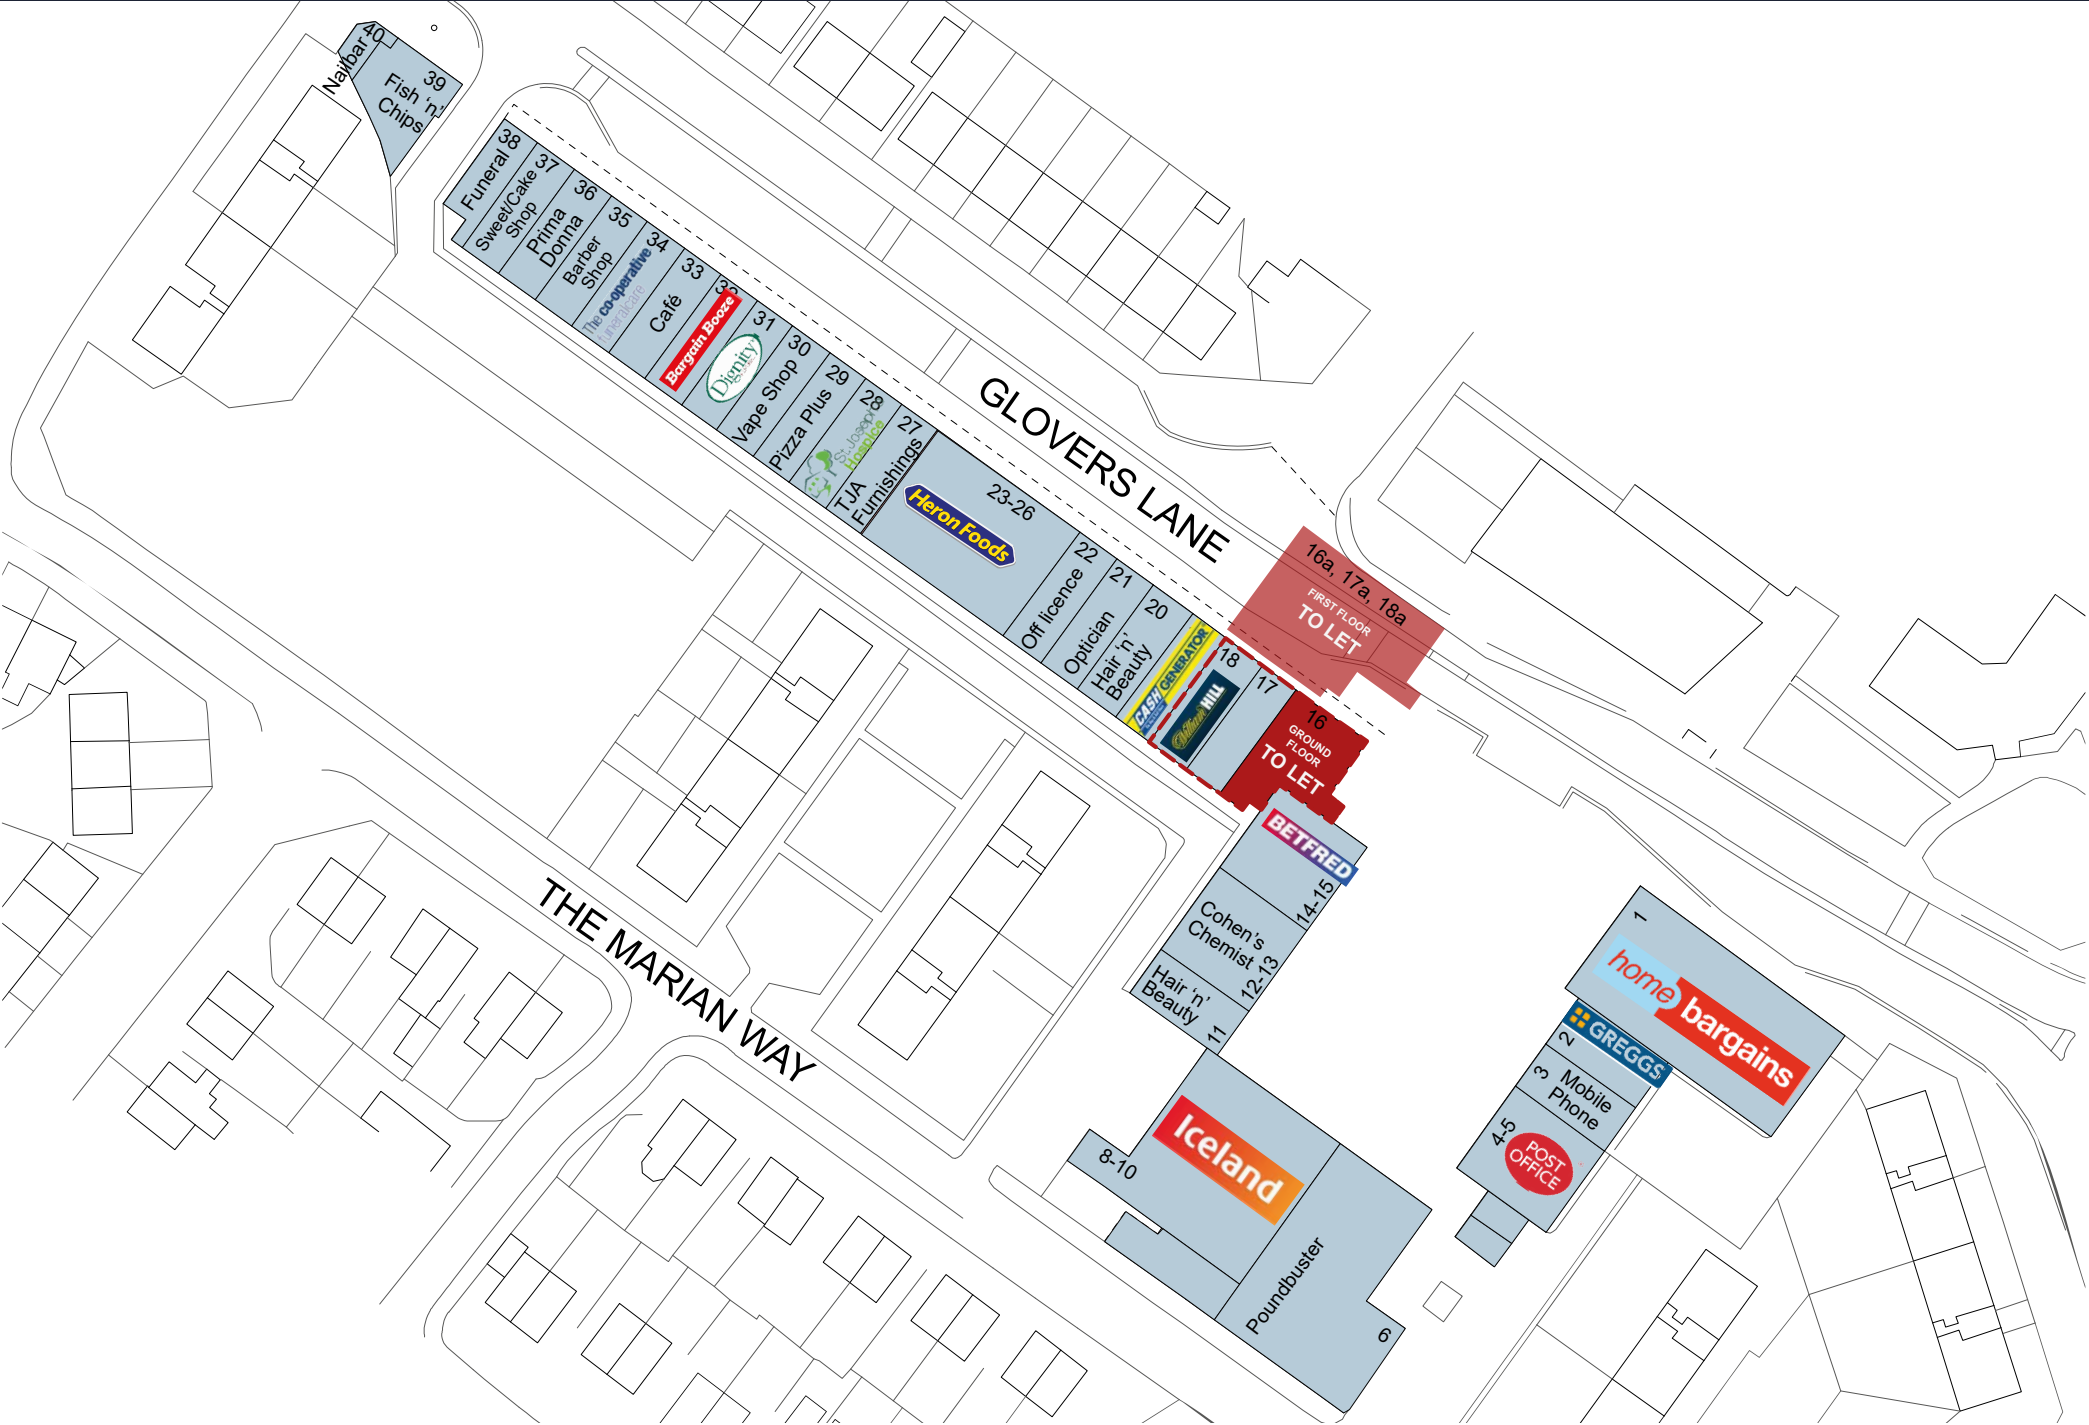 40
Nailbar
39
Fish ‘n’
Chips
38
Funeral
37
Sweet/Cake
Shop
36
Prima
Donna
35
Barber
Shop
34
The co-operative
funeralcare
33
Café
32
Bargain Booze
31
Dignity
30
Vape Shop
29
Pizza Plus
28
St Joseph's
Hospice
27
TJA
Furnishings
23-26
Heron Foods
22
Off licence
21
Optician
20
Hair ‘n’
Beauty
CASH GENERATOR
18
William HILL
17
16
GROUND
FLOOR
TO LET
16a, 17a, 18a
FIRST FLOOR
TO LET
GLOVERS LANE
THE MARIAN WAY
BETFRED
14-15
Cohen’s
Chemist
12-13
Hair ‘n’
Beauty
11
Iceland
8-10
Poundbuster
6
1
home
bargains
GREGGS
2
3
Mobile
Phone
4-5
POST
OFFICE